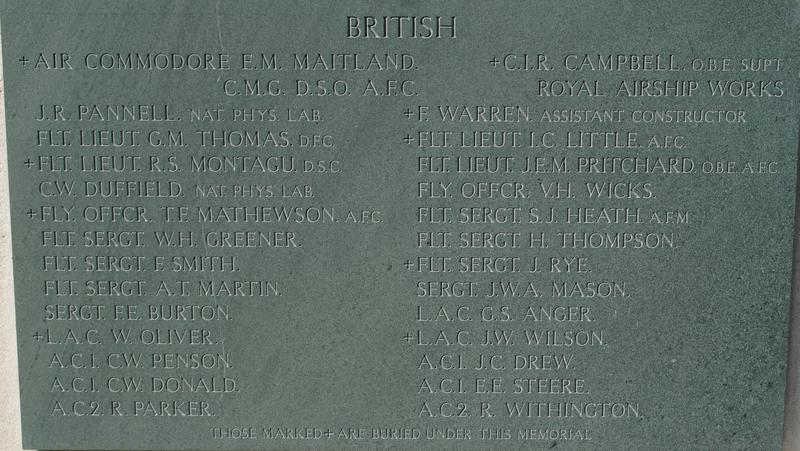 BRITISH
+AIR COMMODORE E.M. MAITLAND. +C.I.R. CAMPBELL. O.B.E. SUPT
C.M.G. D.S.O. A.F.C. ROYAL AIRSHIP WORKS
J.R. PANNELL. NAT. PHYS. LAB. +F. WARREN. ASSISTANT CONSTRUCTOR
FLT. LIEUT. G.M. THOMAS. D.F.C. +FLT. LIEUT. I.C. LITTLE. A.F.C.
+FLT. LIEUT. R.S. MONTAGU. D.S.C. FLT. LIEUT. J.E.M. PRITCHARD. O.B.E. A.F.C.
C.W. DUFFIELD. NAT. PHYS. LAB. FLY. OFFCR. V.H. WICKS.
+FLY. OFFCR. T.F. MATHEWSON. A.F.C. FLT. SERGT. S.J. HEATH. A.F.M.
FLT. SERGT. W.H. GREENER. FLT. SERGT. H. THOMPSON.
FLT. SERGT. F. SMITH. +FLT. SERGT. J. RYE.
FLT. SERGT. A.T. MARTIN. SERGT. J.W.A. MASON.
SERGT. F.E. BURTON. L.A.C. G.S. ANGER.
+L.A.C. W. OLIVER. +L.A.C. J.W. WILSON.
A.C.1. C.W. PENSON. A.C.1. J.C. DREW.
A.C.1. C.W. DONALD. A.C.1. E.E. STEERE.
A.C.2. R. PARKER. A.C.2. R. WITHINGTON.
THOSE MARKED + ARE BURIED UNDER THIS MEMORIAL